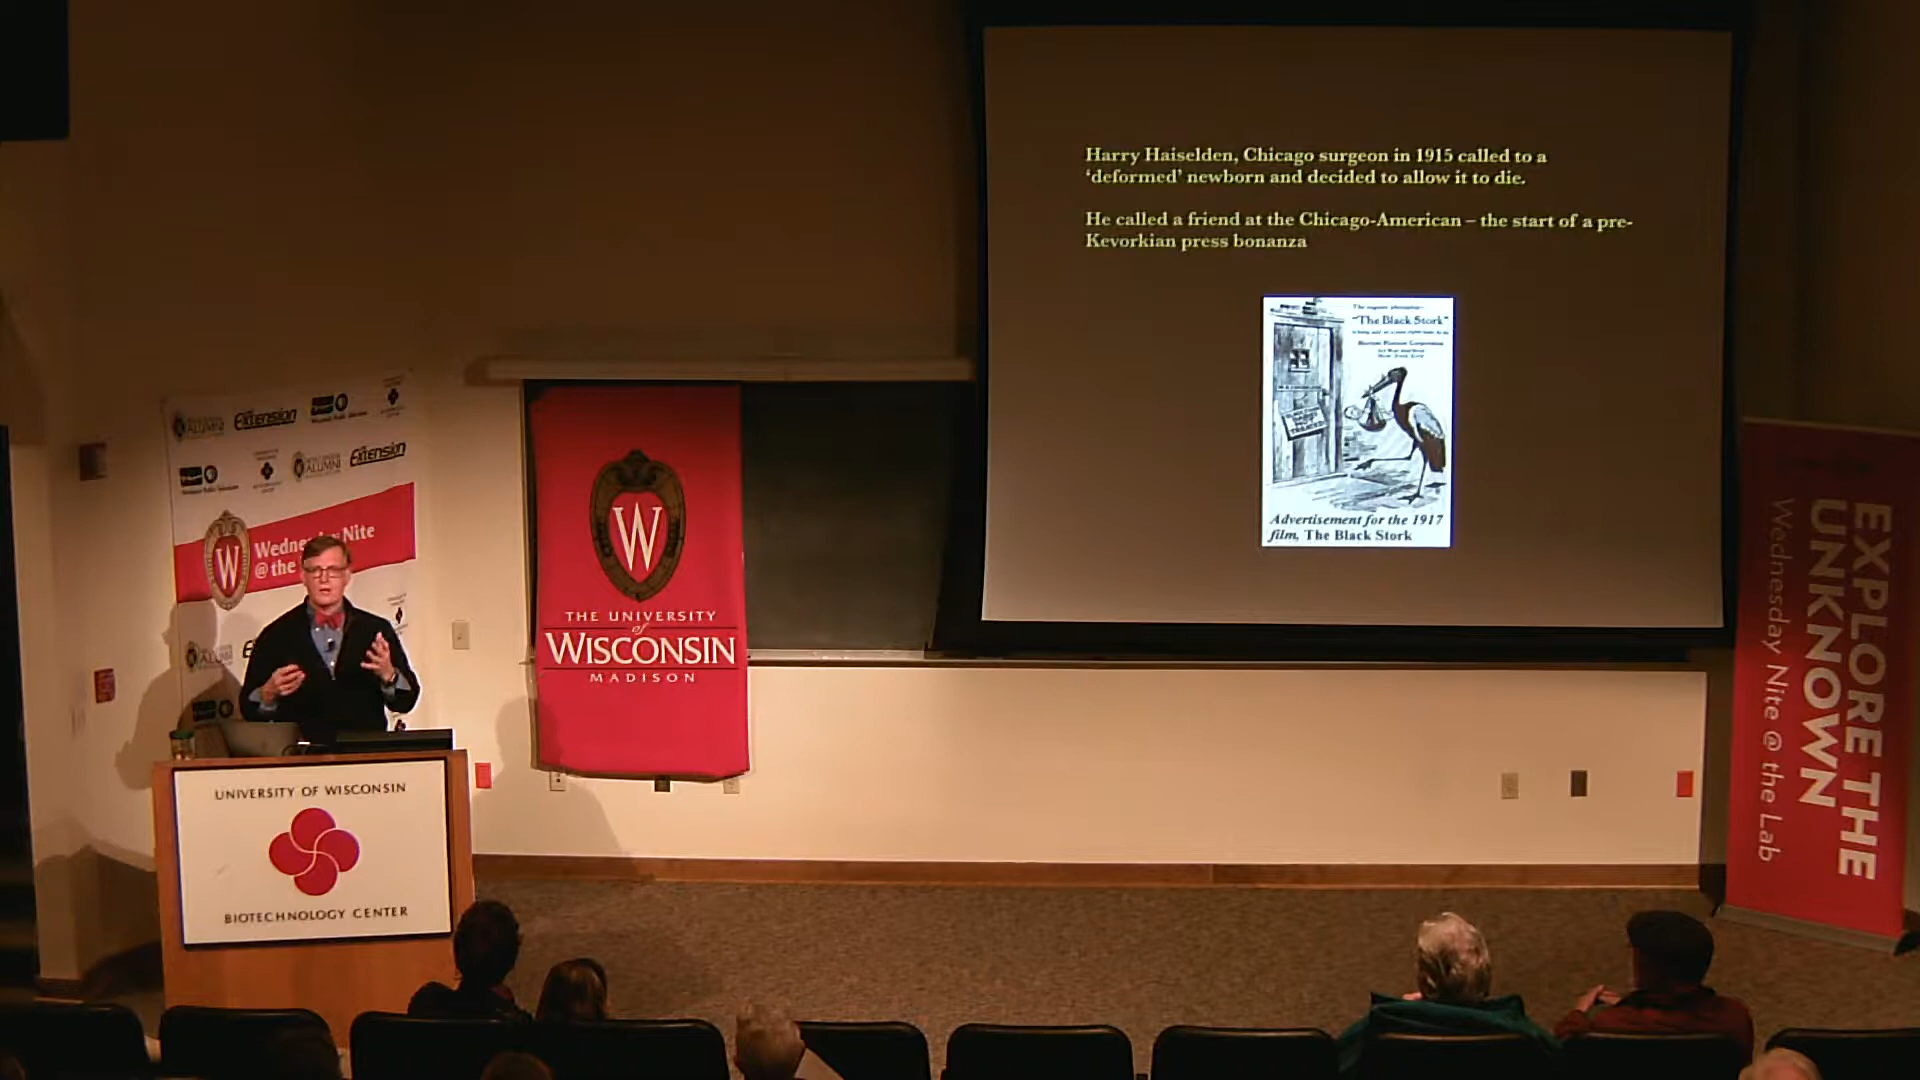 Harry Haiselden, Chicago surgeon in 1915 called to a
‘deformed’ newborn and decided to allow it to die.
He called a friend at the Chicago-American – the start of a pre-
Kevorkian press bonanza
"The Black Stork"
Advertisement for the 1917
film, The Black Stork
ALUMNI
Extension
ALUMNI
Extension
W
Nite
@ the
W
THE UNIVERSITY
of
WISCONSIN
MADISON
UNIVERSITY OF WISCONSIN
BIOTECHNOLOGY CENTER
EXPLORE THE
UNKNOWN
Wednesday Nite @ the Lab